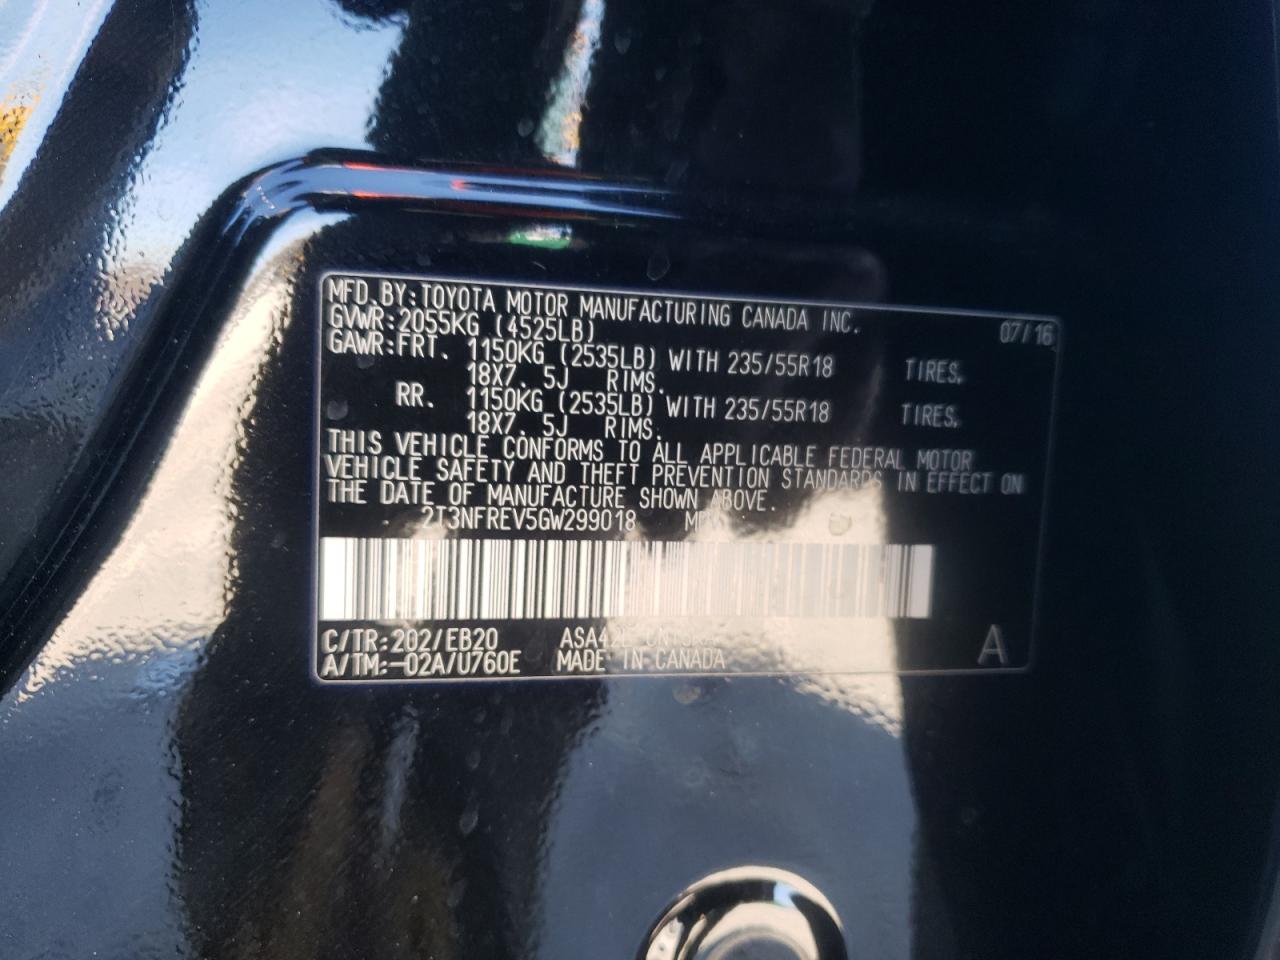 MFD.BY:TOYOTA MOTOR MANUFACTURING CANADA INC. 07/16
GVWR:2055KG (4525LB)
GAWR:FRT. 1150KG (2535LB) WITH 235/55R18 TIRES,
18X7. 5J RIMS.
RR. 1150KG (2535LB) WITH 235/55R18 TIRES,
18X7. 5J RIMS.
THIS VEHICLE CONFORMS TO ALL APPLICABLE FEDERAL MOTOR
VEHICLE SAFETY AND THEFT PREVENTION STANDARDS IN EFFECT ON
THE DATE OF MANUFACTURE SHOWN ABOVE.
2T3NFREV5GW299018
C/TR:202/EB20
A/TM:-02A/U760E MADE IN CANADA
A